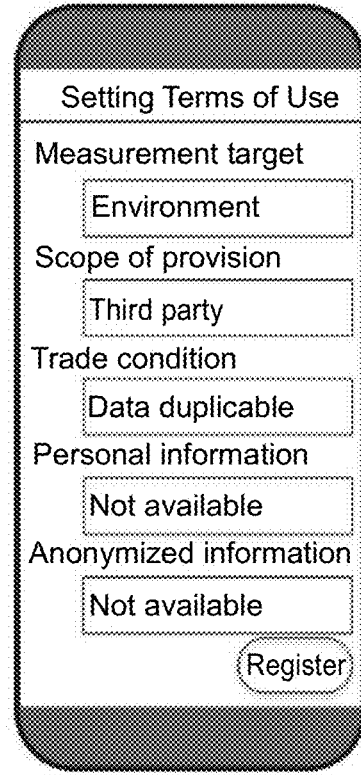 Setting Terms of Use
Measurement target
Environment
Scope of provision
Third party
Trade condition
Data duplicable
Personal information
Not available
Anonymized information
Not available
Register